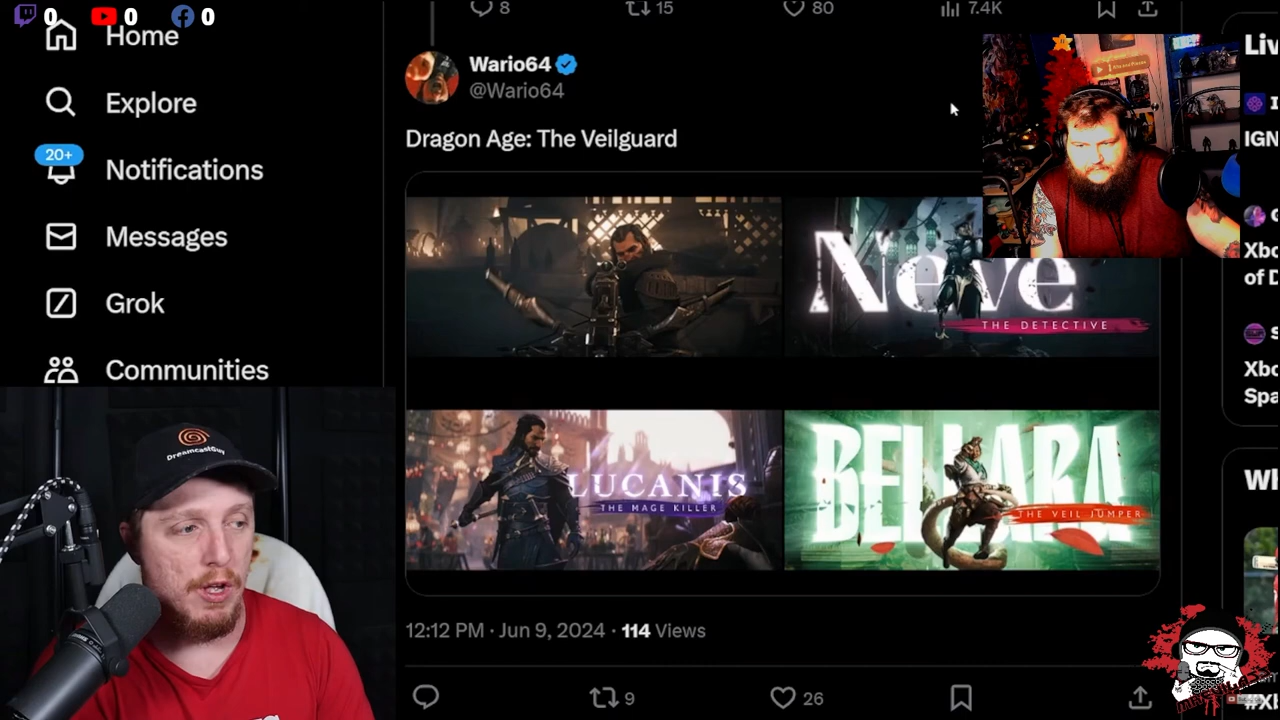 0 0 0
8 15 80 7.4K
Home
Explore
20+
Notifications
Messages
Grok
Communities
Wario64
@Wario64
Dragon Age: The Veilguard
Neve
THE DETECTIVE
LUCANIS
THE MAGE KILLER
BELLARA
THE VEIL JUMPER
12:12 PM · Jun 9, 2024 · 114 Views
9 26
Liv
IGN
Xbo
of D
Xbo
Spa
Wh
DreamcastGuy